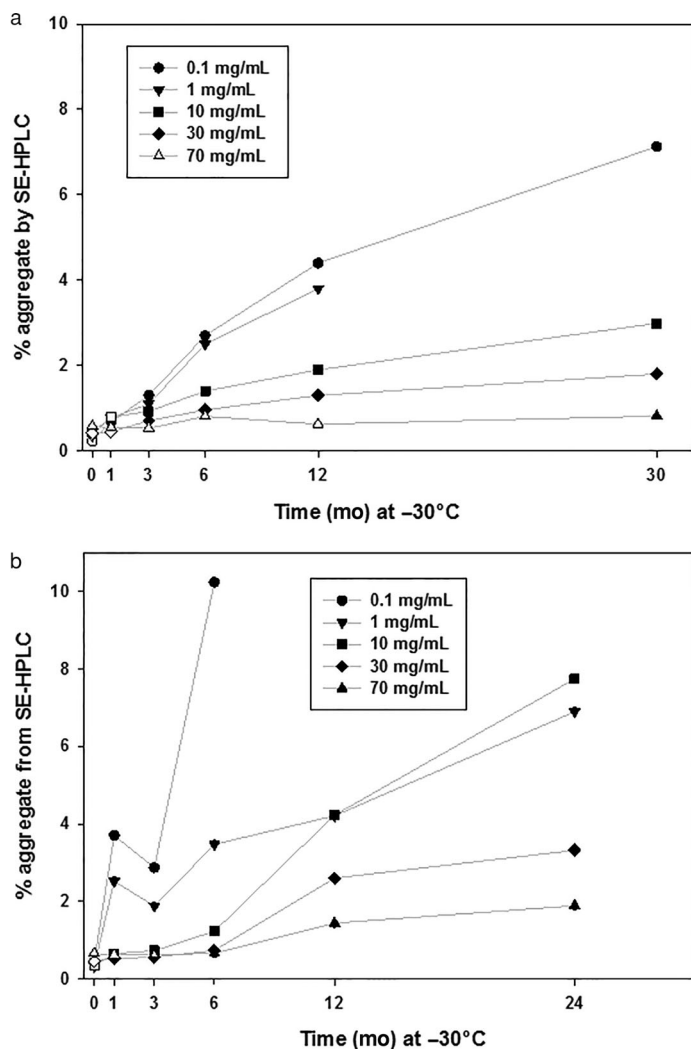 a
10
8
6
4
2
0
% aggregate by SE-HPLC
0.1 mg/mL
1 mg/mL
10 mg/mL
30 mg/mL
70 mg/mL
0 1 3 6 12 30
Time (mo) at –30°C
b
10
8
6
4
2
0
% aggregate from SE-HPLC
0.1 mg/mL
1 mg/mL
10 mg/mL
30 mg/mL
70 mg/mL
0 1 3 6 12 24
Time (mo) at –30°C